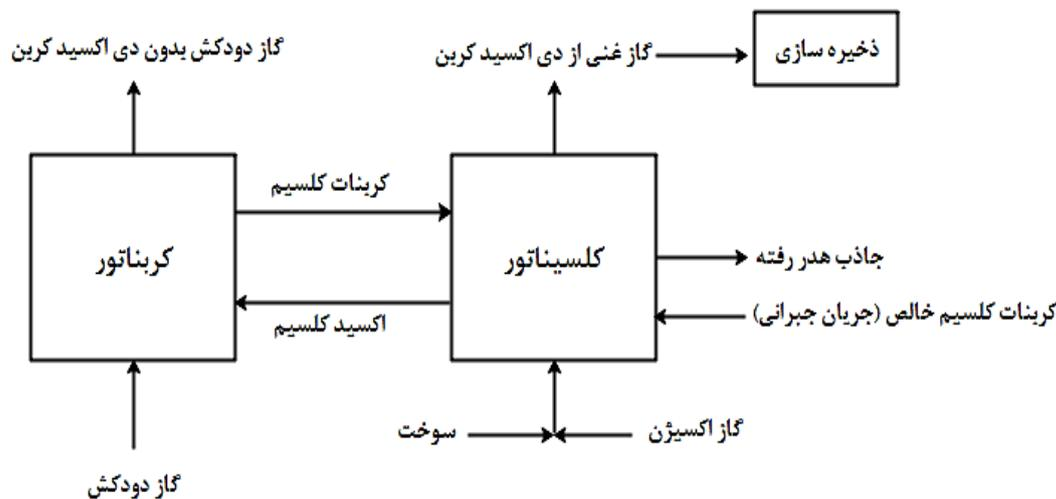 گاز دودکش بدون دی اکسید کربن
گاز غنی از دی اکسید کربن
ذخیره سازی
کربنات کلسیم
کربناتور
کلسیناتور
جاذب هدر رفته
اکسید کلسیم
کربنات کلسیم خالص (جریان جبرانی)
سوخت
گاز اکسیژن
گاز دودکش